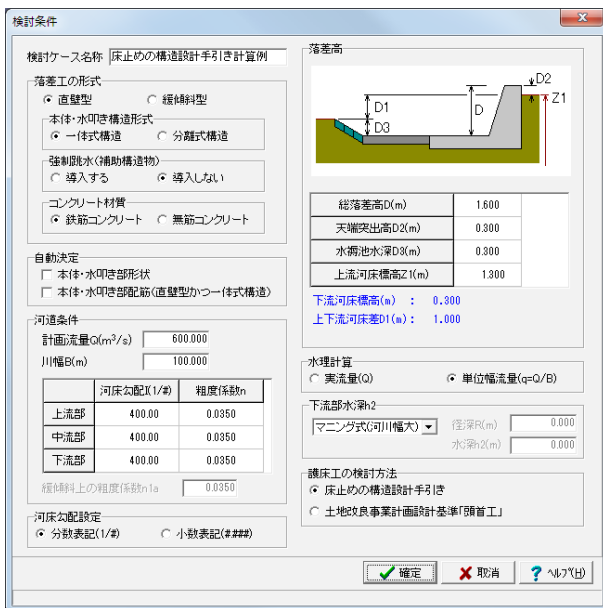 検討条件
検討ケース名称 床止めの構造設計手引き計算例
落差工の形式
直壁型 緩傾斜型
本体・水叩き構造形式
一体式構造 分離式構造
強制跳水(補助構造物)
導入する 導入しない
コンクリート材質
鉄筋コンクリート 無筋コンクリート
自動決定
本体・水叩き部形状
本体・水叩き部配筋(直壁型かつ一体式構造)
河道条件
計画流量Q(m³/s) 600.000
川幅B(m) 100.000
河床勾配I(1/#) 粗度係数n
上流部 400.00 0.0350
中流部 400.00 0.0350
下流部 400.00 0.0350
緩傾斜上の粗度係数n1a 0.0350
河床勾配設定
分数表記(1/#) 小数表記(#.###)
落差高
D2
D1 D Z1
D3
総落差高D(m) 1.600
天端突出高D2(m) 0.300
水褥池水深D3(m) 0.300
上流河床標高Z1(m) 1.300
下流河床標高(m) : 0.300
上下流河床差D1(m) : 1.000
水理計算
実流量(Q) 単位幅流量(q=Q/B)
下流部水深h2
マニング式(河川幅大) 径深R(m) 0.000
水深h2(m) 0.000
護床工の検討方法
床止めの構造設計手引き
土地改良事業計画設計基準「頭首工」
確定 取消 ヘルプ(H)